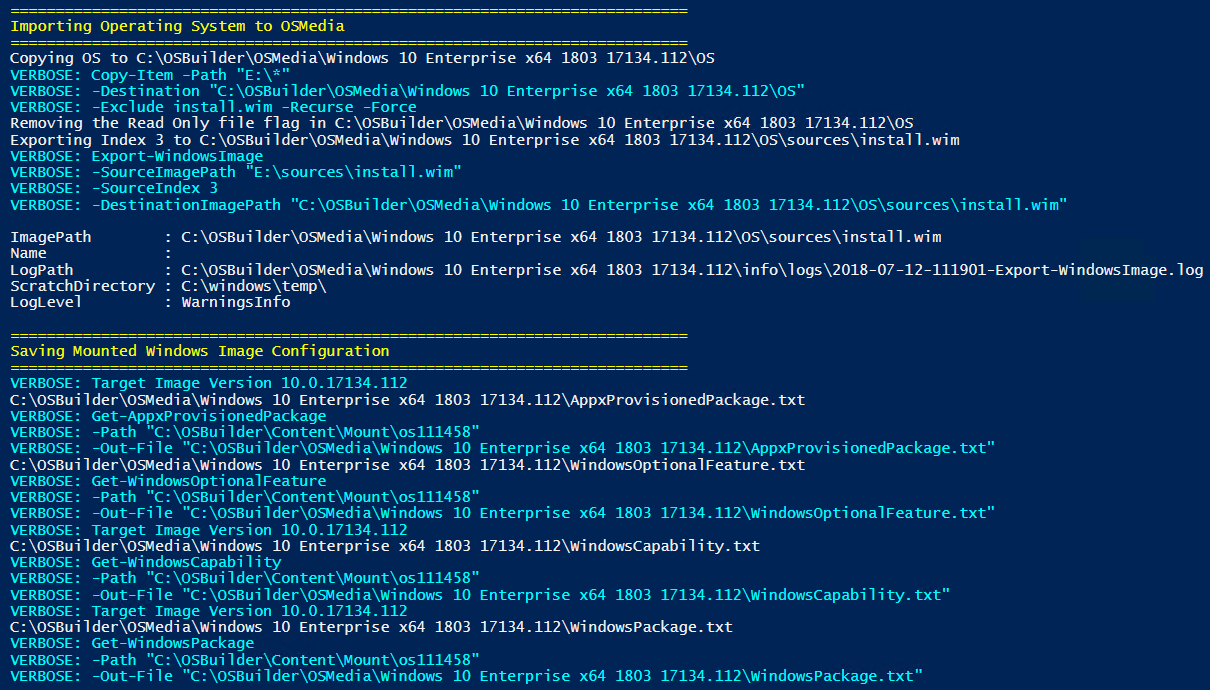 ===========================================================================
Importing Operating System to OSMedia
===========================================================================
Copying OS to C:\OSBuilder\OSMedia\Windows 10 Enterprise x64 1803 17134.112\OS
VERBOSE: Copy-Item -Path "E:\*"
VERBOSE: -Destination "C:\OSBuilder\OSMedia\Windows 10 Enterprise x64 1803 17134.112\OS"
VERBOSE: -Exclude install.wim -Recurse -Force
Removing the Read Only file flag in C:\OSBuilder\OSMedia\Windows 10 Enterprise x64 1803 17134.112\OS
Exporting Index 3 to C:\OSBuilder\OSMedia\Windows 10 Enterprise x64 1803 17134.112\OS\sources\install.wim
VERBOSE: Export-WindowsImage
VERBOSE: -SourceImagePath "E:\sources\install.wim"
VERBOSE: -SourceIndex 3
VERBOSE: -DestinationImagePath "C:\OSBuilder\OSMedia\Windows 10 Enterprise x64 1803 17134.112\OS\sources\install.wim"
ImagePath        : C:\OSBuilder\OSMedia\Windows 10 Enterprise x64 1803 17134.112\OS\sources\install.wim
Name             :
LogPath          : C:\OSBuilder\OSMedia\Windows 10 Enterprise x64 1803 17134.112\info\logs\2018-07-12-111901-Export-WindowsImage.log
ScratchDirectory : C:\windows\temp\
LogLevel         : WarningsInfo
===========================================================================
Saving Mounted Windows Image Configuration
===========================================================================
VERBOSE: Target Image Version 10.0.17134.112
C:\OSBuilder\OSMedia\Windows 10 Enterprise x64 1803 17134.112\AppxProvisionedPackage.txt
VERBOSE: Get-AppxProvisionedPackage
VERBOSE: -Path "C:\OSBuilder\Content\Mount\os111458"
VERBOSE: -Out-File "C:\OSBuilder\OSMedia\Windows 10 Enterprise x64 1803 17134.112\AppxProvisionedPackage.txt"
C:\OSBuilder\OSMedia\Windows 10 Enterprise x64 1803 17134.112\WindowsOptionalFeature.txt
VERBOSE: Get-WindowsOptionalFeature
VERBOSE: -Path "C:\OSBuilder\Content\Mount\os111458"
VERBOSE: -Out-File "C:\OSBuilder\OSMedia\Windows 10 Enterprise x64 1803 17134.112\WindowsOptionalFeature.txt"
VERBOSE: Target Image Version 10.0.17134.112
C:\OSBuilder\OSMedia\Windows 10 Enterprise x64 1803 17134.112\WindowsCapability.txt
VERBOSE: Get-WindowsCapability
VERBOSE: -Path "C:\OSBuilder\Content\Mount\os111458"
VERBOSE: -Out-File "C:\OSBuilder\OSMedia\Windows 10 Enterprise x64 1803 17134.112\WindowsCapability.txt"
VERBOSE: Target Image Version 10.0.17134.112
C:\OSBuilder\OSMedia\Windows 10 Enterprise x64 1803 17134.112\WindowsPackage.txt
VERBOSE: Get-WindowsPackage
VERBOSE: -Path "C:\OSBuilder\Content\Mount\os111458"
VERBOSE: -Out-File "C:\OSBuilder\OSMedia\Windows 10 Enterprise x64 1803 17134.112\WindowsPackage.txt"